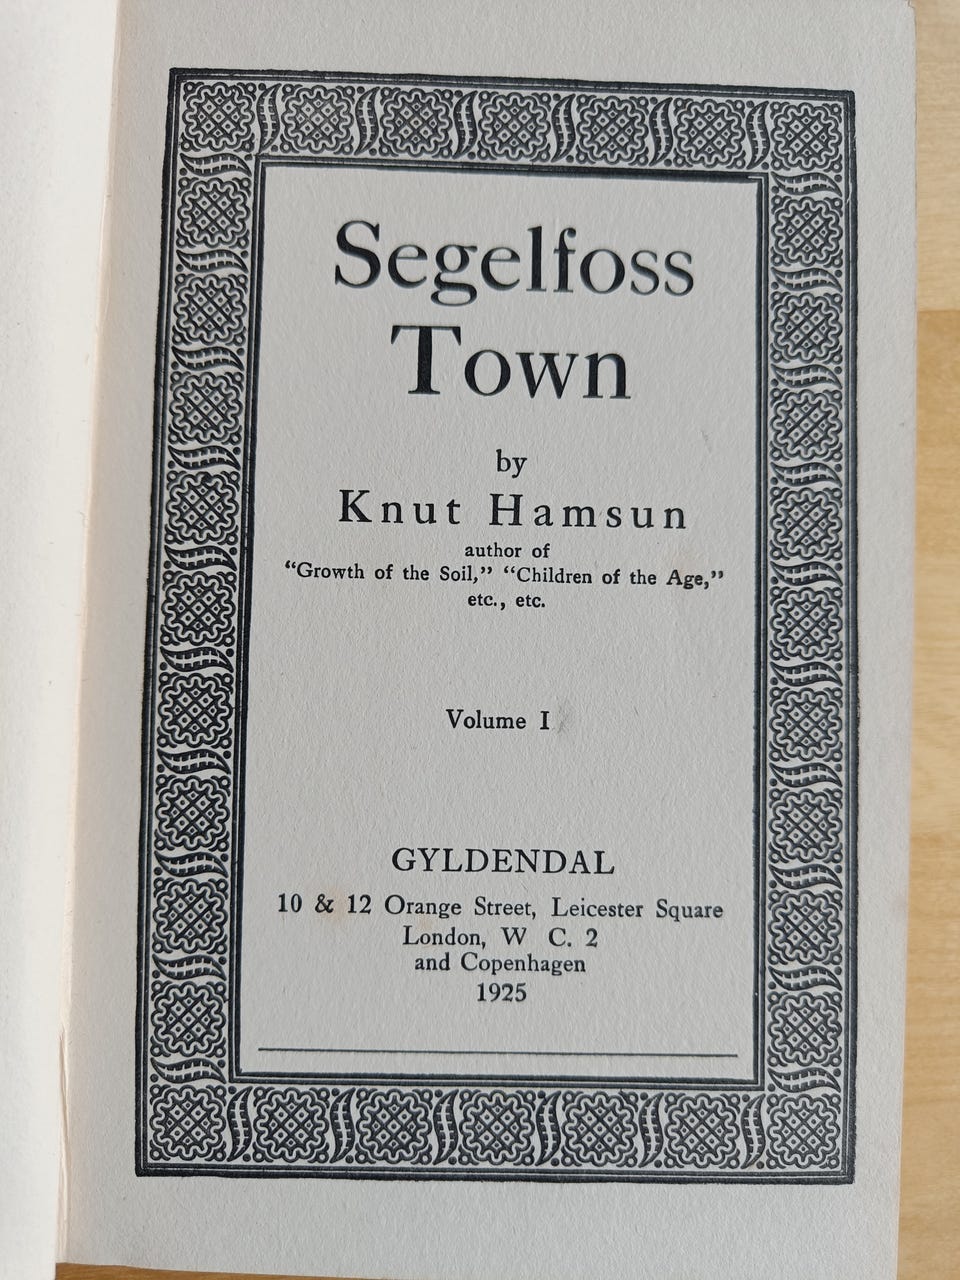 Segelfoss
Town
by
Knut Hamsun
author of
“Growth of the Soil,” “Children of the Age,”
etc., etc.
Volume I
GYLDENDAL
10 & 12 Orange Street, Leicester Square
London, W C. 2
and Copenhagen
1925